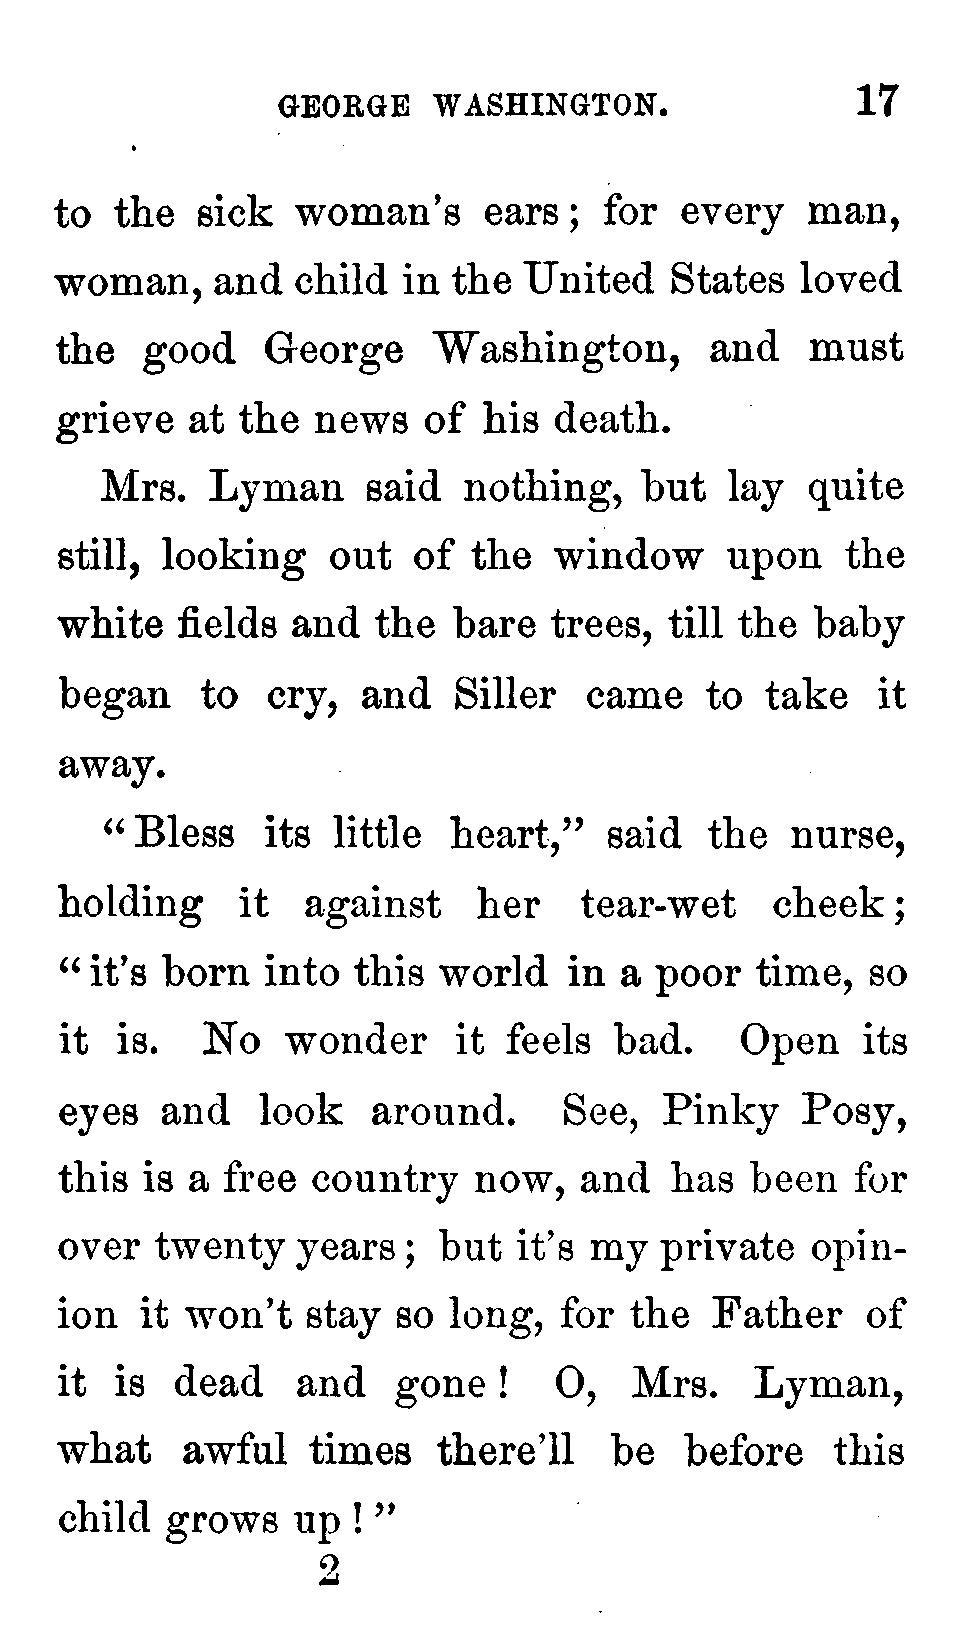 GEORGE WASHINGTON. 17
to the sick woman's ears; for every man,
woman, and child in the United States loved
the good George Washington, and must
grieve at the news of his death.
Mrs. Lyman said nothing, but lay quite
still, looking out of the window upon the
white fields and the bare trees, till the baby
began to cry, and Siller came to take it
away.
"Bless its little heart," said the nurse,
holding it against her tear-wet cheek;
"it's born into this world in a poor time, so
it is. No wonder it feels bad. Open its
eyes and look around. See, Pinky Posy,
this is a free country now, and has been for
over twenty years; but it's my private opin-
ion it won't stay so long, for the Father of
it is dead and gone! O, Mrs. Lyman,
what awful times there'll be before this
child grows up!"
2